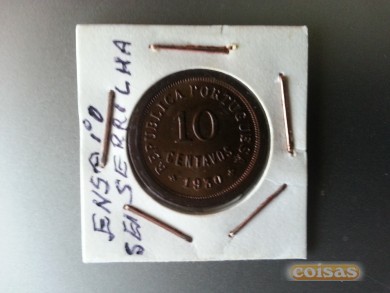 ENSAIO
SEM SERRILHA
REPUBLICA PORTUGUESA
10
CENTAVOS
1930
coisas